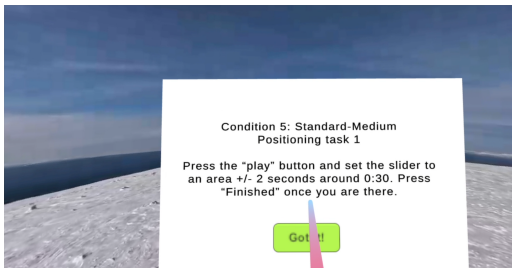 Condition 5: Standard-Medium
Positioning task 1
Press the “play” button and set the slider to
an area +/- 2 seconds around 0:30. Press
“Finished” once you are there.
Got it!